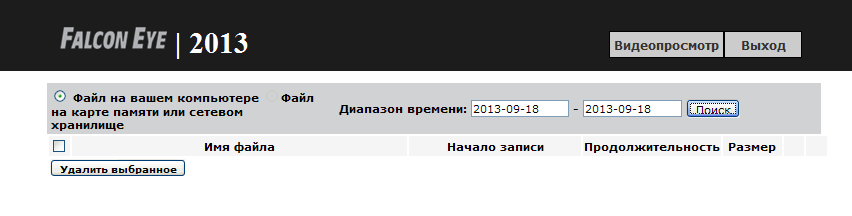 FALCON EYE | 2013
Видеопросмотр Выход
Файл на вашем компьютере Файл
на карте памяти или сетевом
хранилище
Диапазон времени: 2013-09-18 - 2013-09-18 Поиск
Имя файла Начало записи Продолжительность Размер
Удалить выбранное